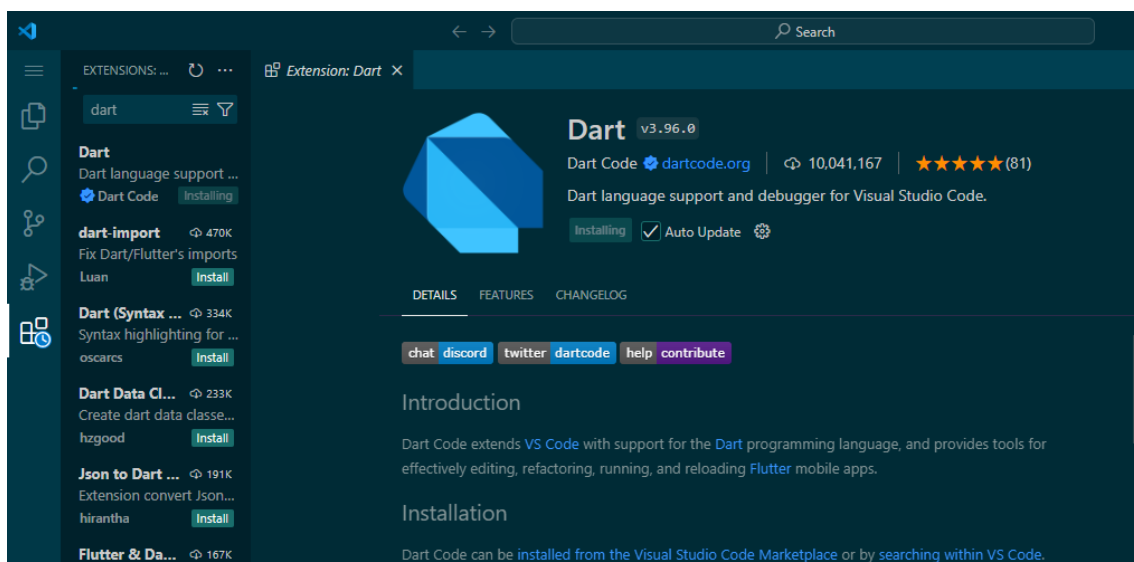 Search
EXTENSIONS: ...
Extension: Dart
dart
Dart
Dart language support ...
Dart Code Installing
dart-import 470K
Fix Dart/Flutter's imports
Luan Install
Dart (Syntax ... 334K
Syntax highlighting for ...
oscarcs Install
Dart Data Cl... 233K
Create dart data classe...
hzgood Install
Json to Dart ... 191K
Extension convert Json...
hirantha Install
Flutter & Da... 167K
Dart v3.96.0
Dart Code dartcode.org 10,041,167 (81)
Dart language support and debugger for Visual Studio Code.
Installing Auto Update
DETAILS FEATURES CHANGELOG
chat discord twitter dartcode help contribute
Introduction
Dart Code extends VS Code with support for the Dart programming language, and provides tools for
effectively editing, refactoring, running, and reloading Flutter mobile apps.
Installation
Dart Code can be installed from the Visual Studio Code Marketplace or by searching within VS Code.